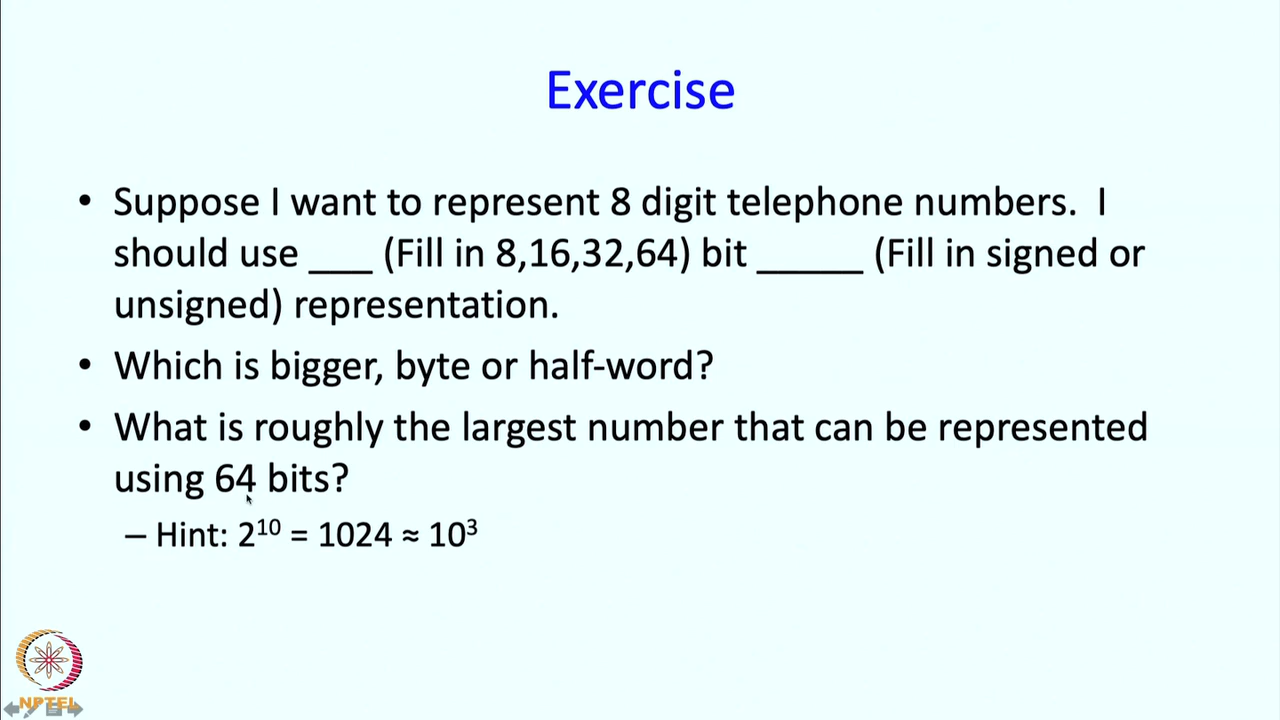 Exercise
• Suppose I want to represent 8 digit telephone numbers. I
should use ___ (Fill in 8,16,32,64) bit _____ (Fill in signed or
unsigned) representation.
• Which is bigger, byte or half-word?
• What is roughly the largest number that can be represented
using 64 bits?
– Hint: 2¹⁰ = 1024 ≈ 10³
NPTEL